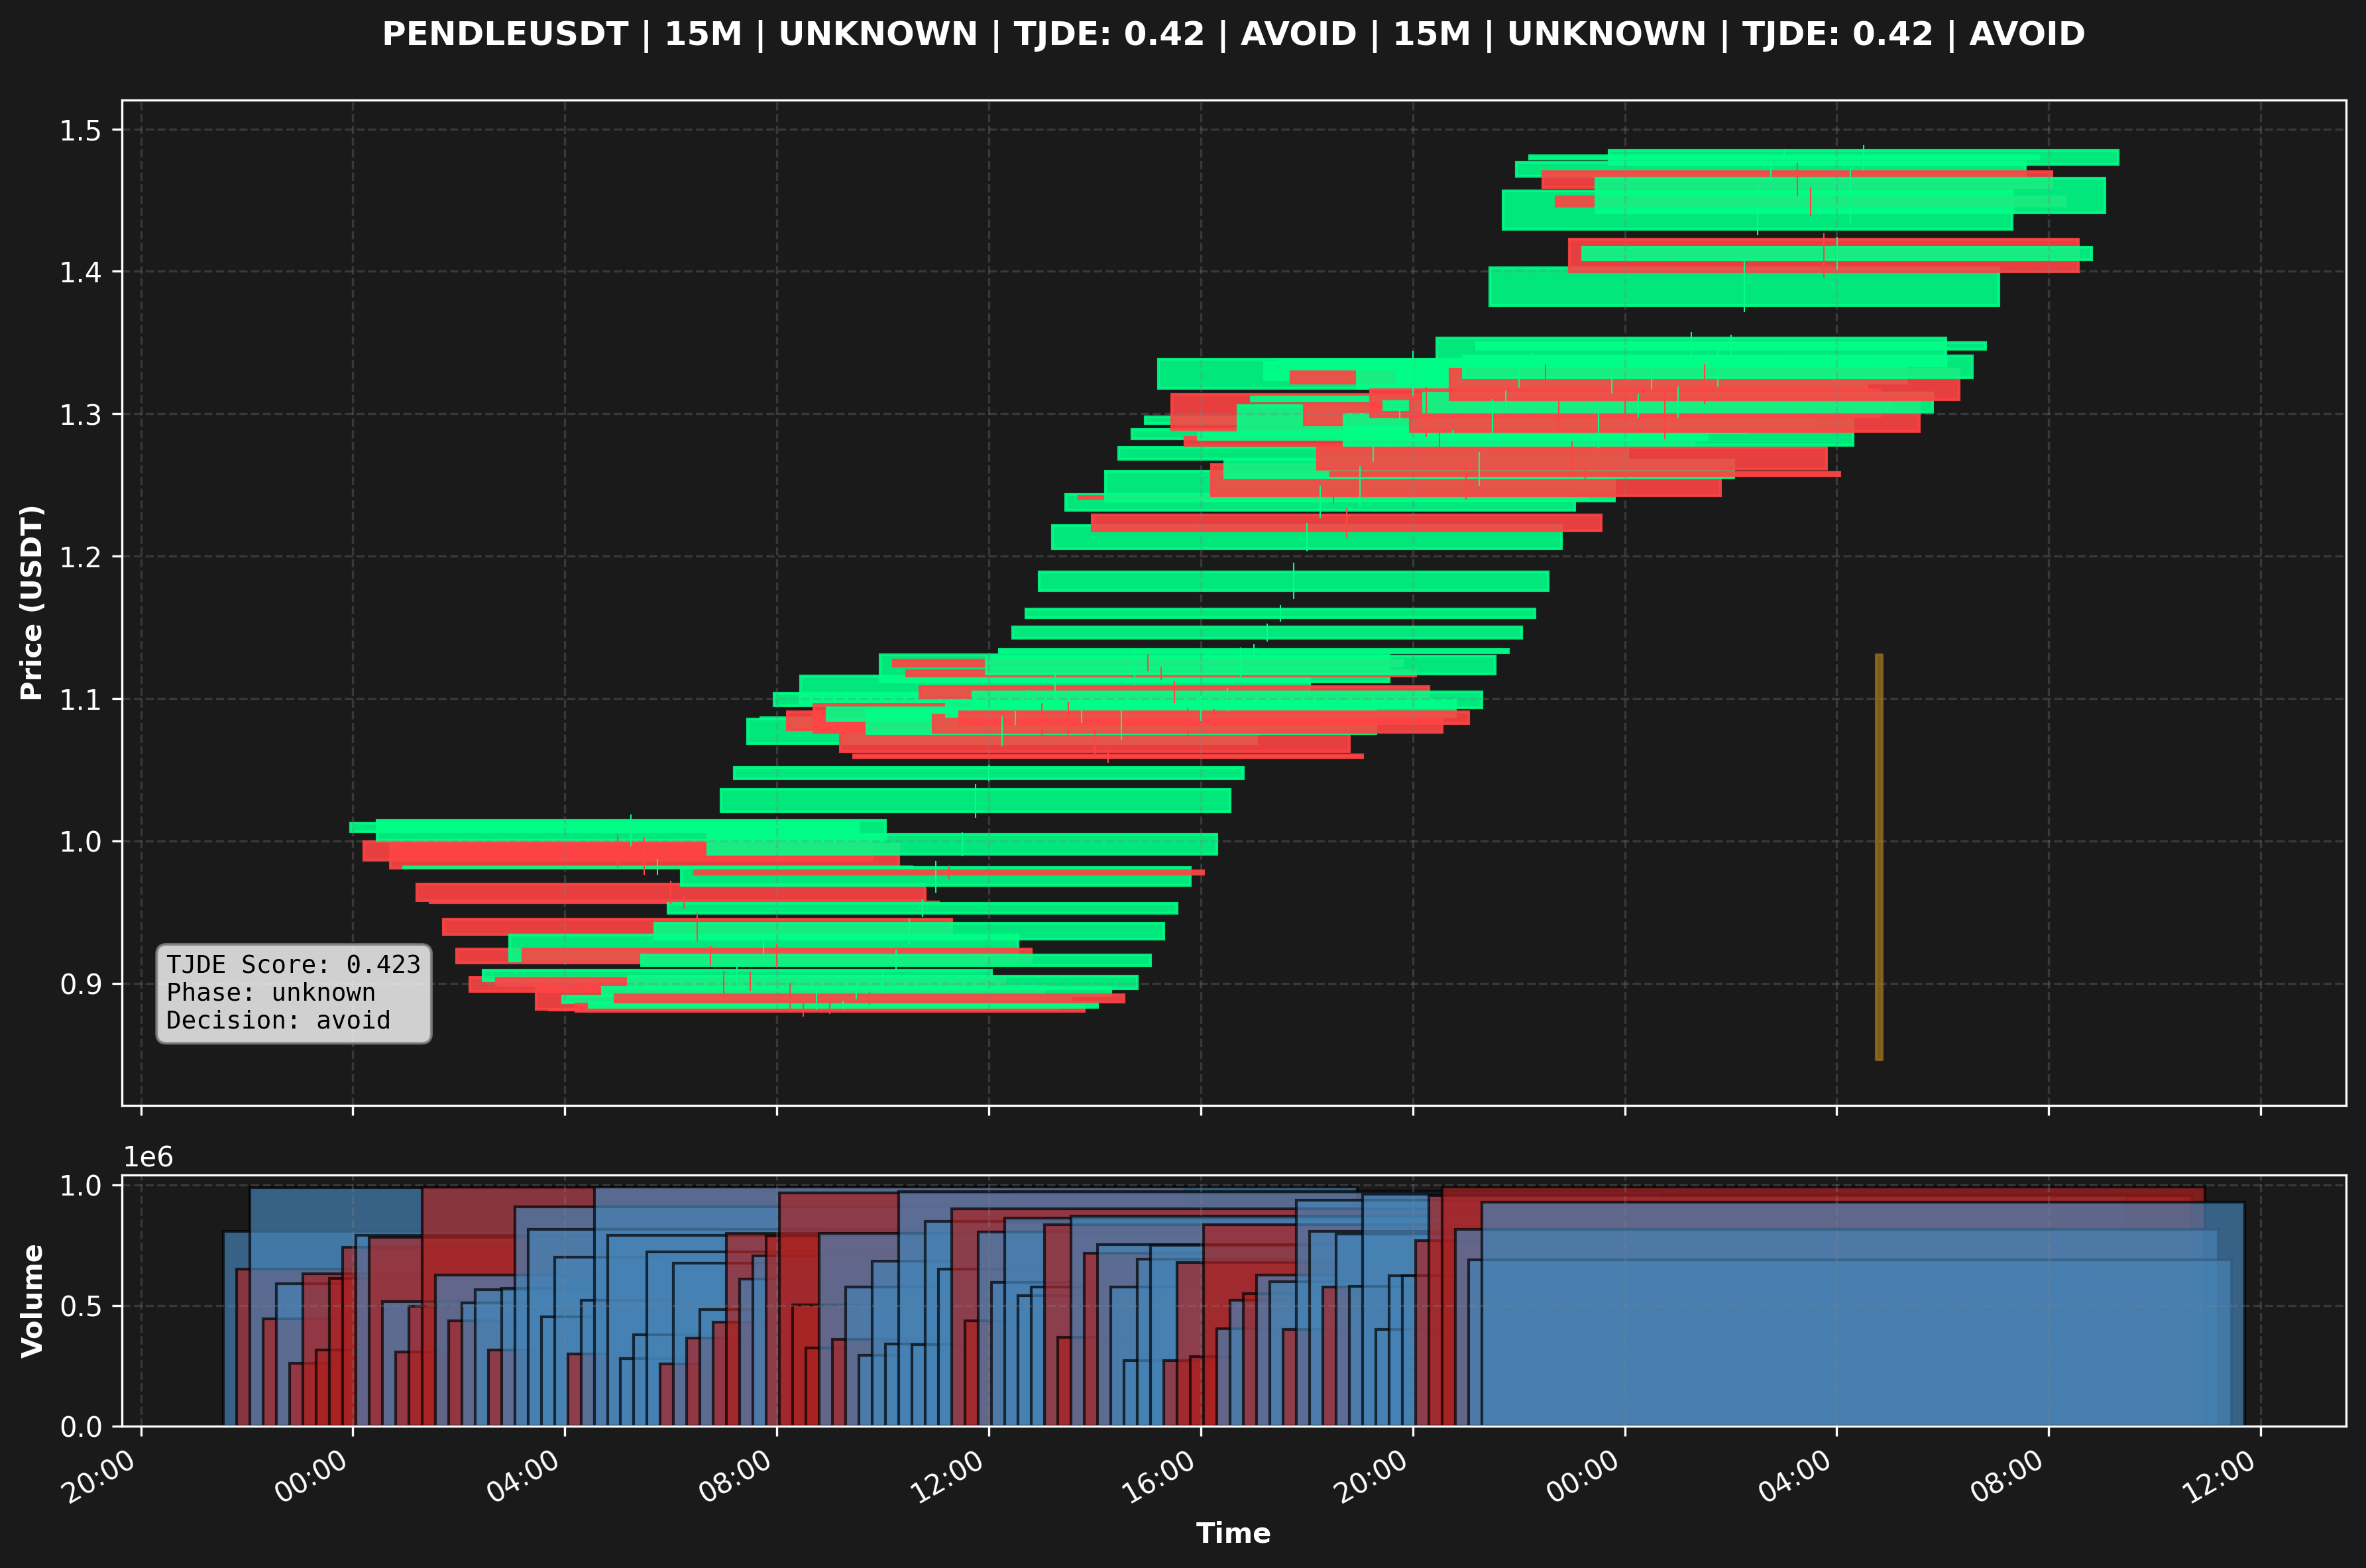 PENDLEUSDT | 15M | UNKNOWN | TJDE: 0.42 | AVOID | 15M | UNKNOWN | TJDE: 0.42 | AVOID
1.5
1.4
1.3
1.2
1.1
1.0
0.9
Price (USDT)
TJDE Score: 0.423
Phase: unknown
Decision: avoid
1e6
1.0
0.5
0.0
Volume
20:00 00:00 04:00 08:00 12:00 16:00 20:00 00:00 04:00 08:00 12:00
Time